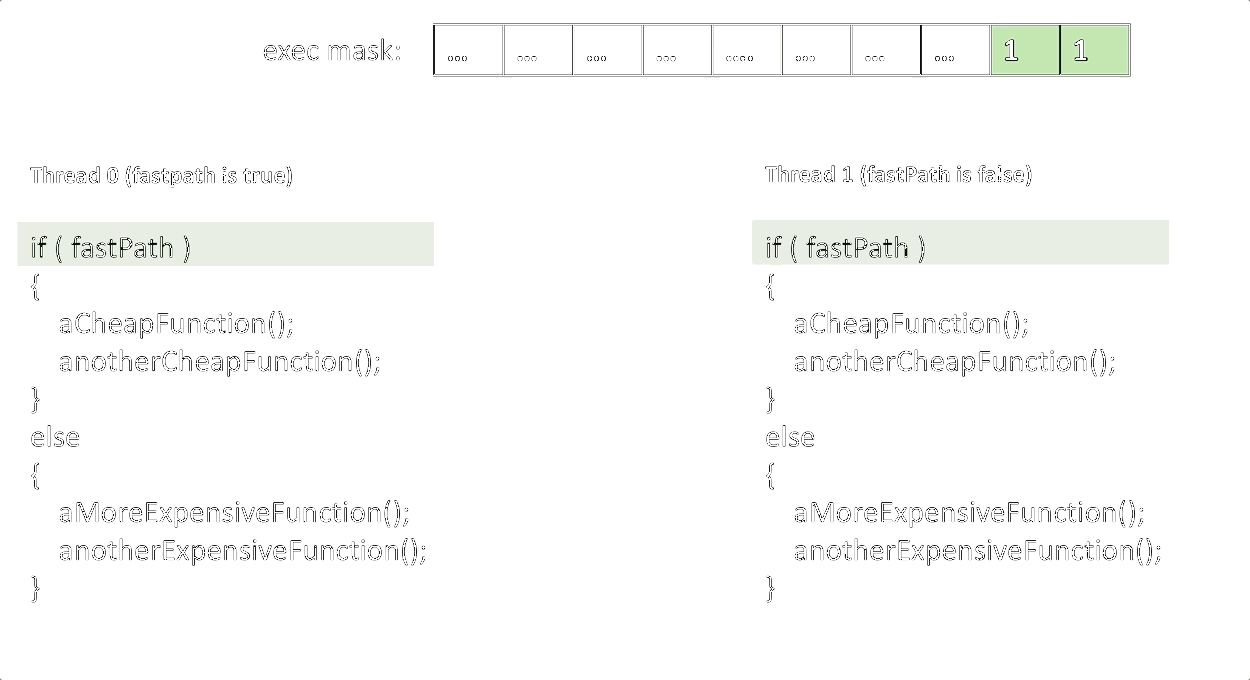 exec mask: ... ... ... ... .... ... ... ... 1 1
Thread 0 (fastpath is true)
if ( fastPath )
{
aCheapFunction();
anotherCheapFunction();
}
else
{
aMoreExpensiveFunction();
anotherExpensiveFunction();
}
Thread 1 (fastPath is false)
if ( fastPath )
{
aCheapFunction();
anotherCheapFunction();
}
else
{
aMoreExpensiveFunction();
anotherExpensiveFunction();
}